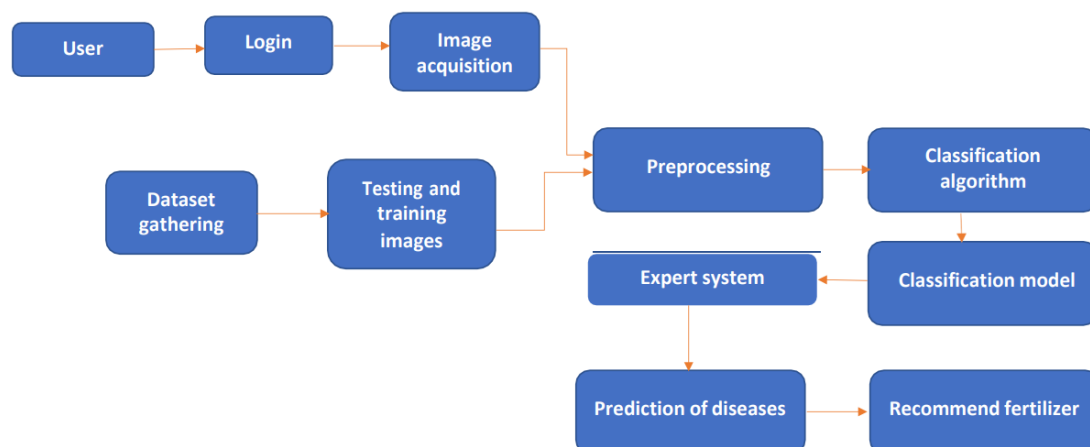 User
Login
Image
acquisition
Dataset
gathering
Testing and
training
images
Preprocessing
Classification
algorithm
Expert system
Classification model
Prediction of diseases
Recommend fertilizer